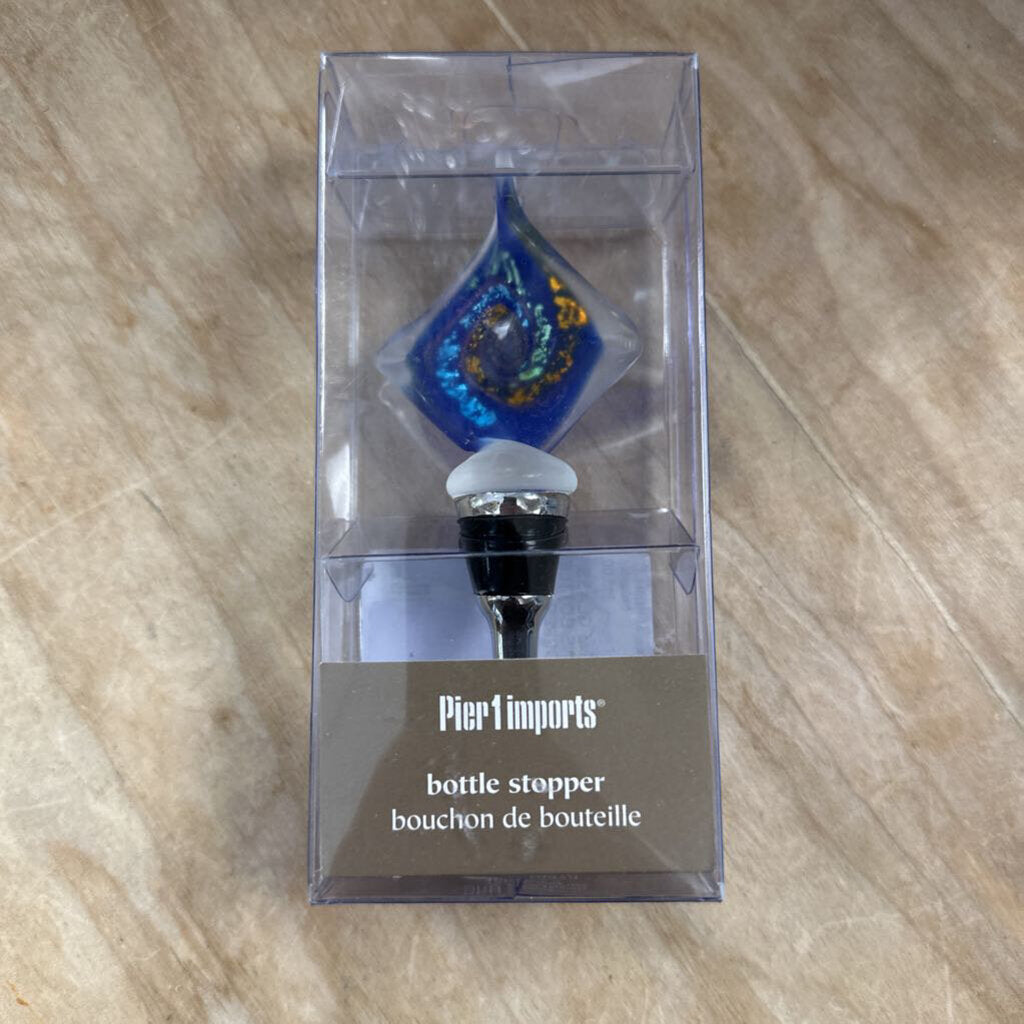 Pier 1 imports®
bottle stopper
bouchon de bouteille